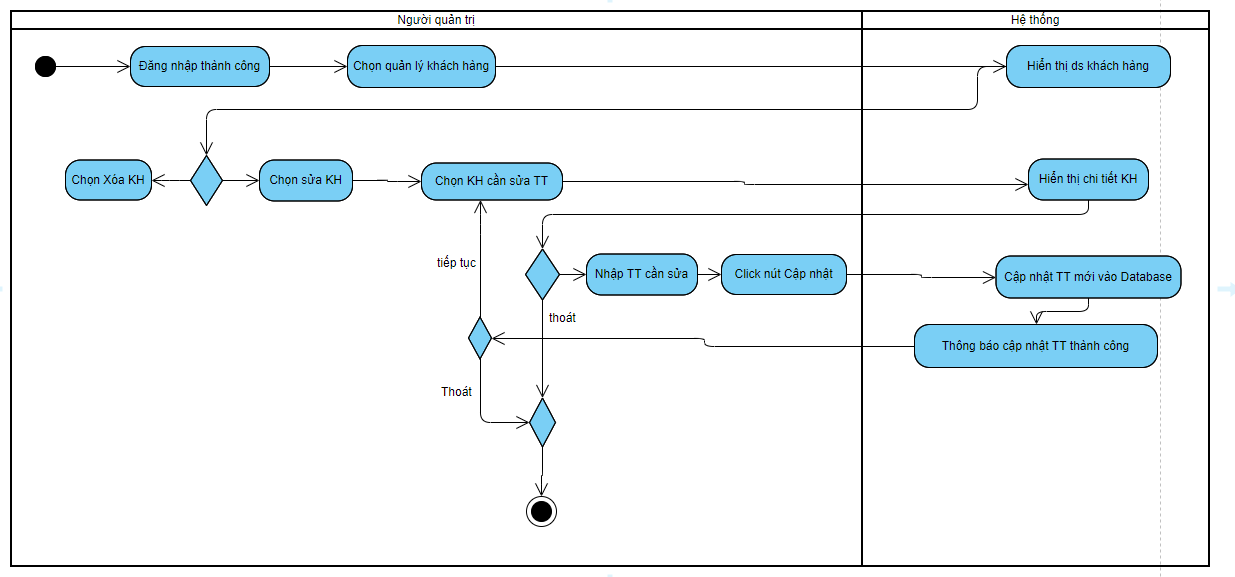 Người quản trị
Hệ thống
Đăng nhập thành công
Chọn quản lý khách hàng
Hiển thị ds khách hàng
Chọn Xóa KH
Chọn sửa KH
Chọn KH cần sửa TT
Hiển thị chi tiết KH
tiếp tục
Nhập TT cần sửa
Click nút Cập nhật
Cập nhật TT mới vào Database
thoát
Thông báo cập nhật TT thành công
Thoát